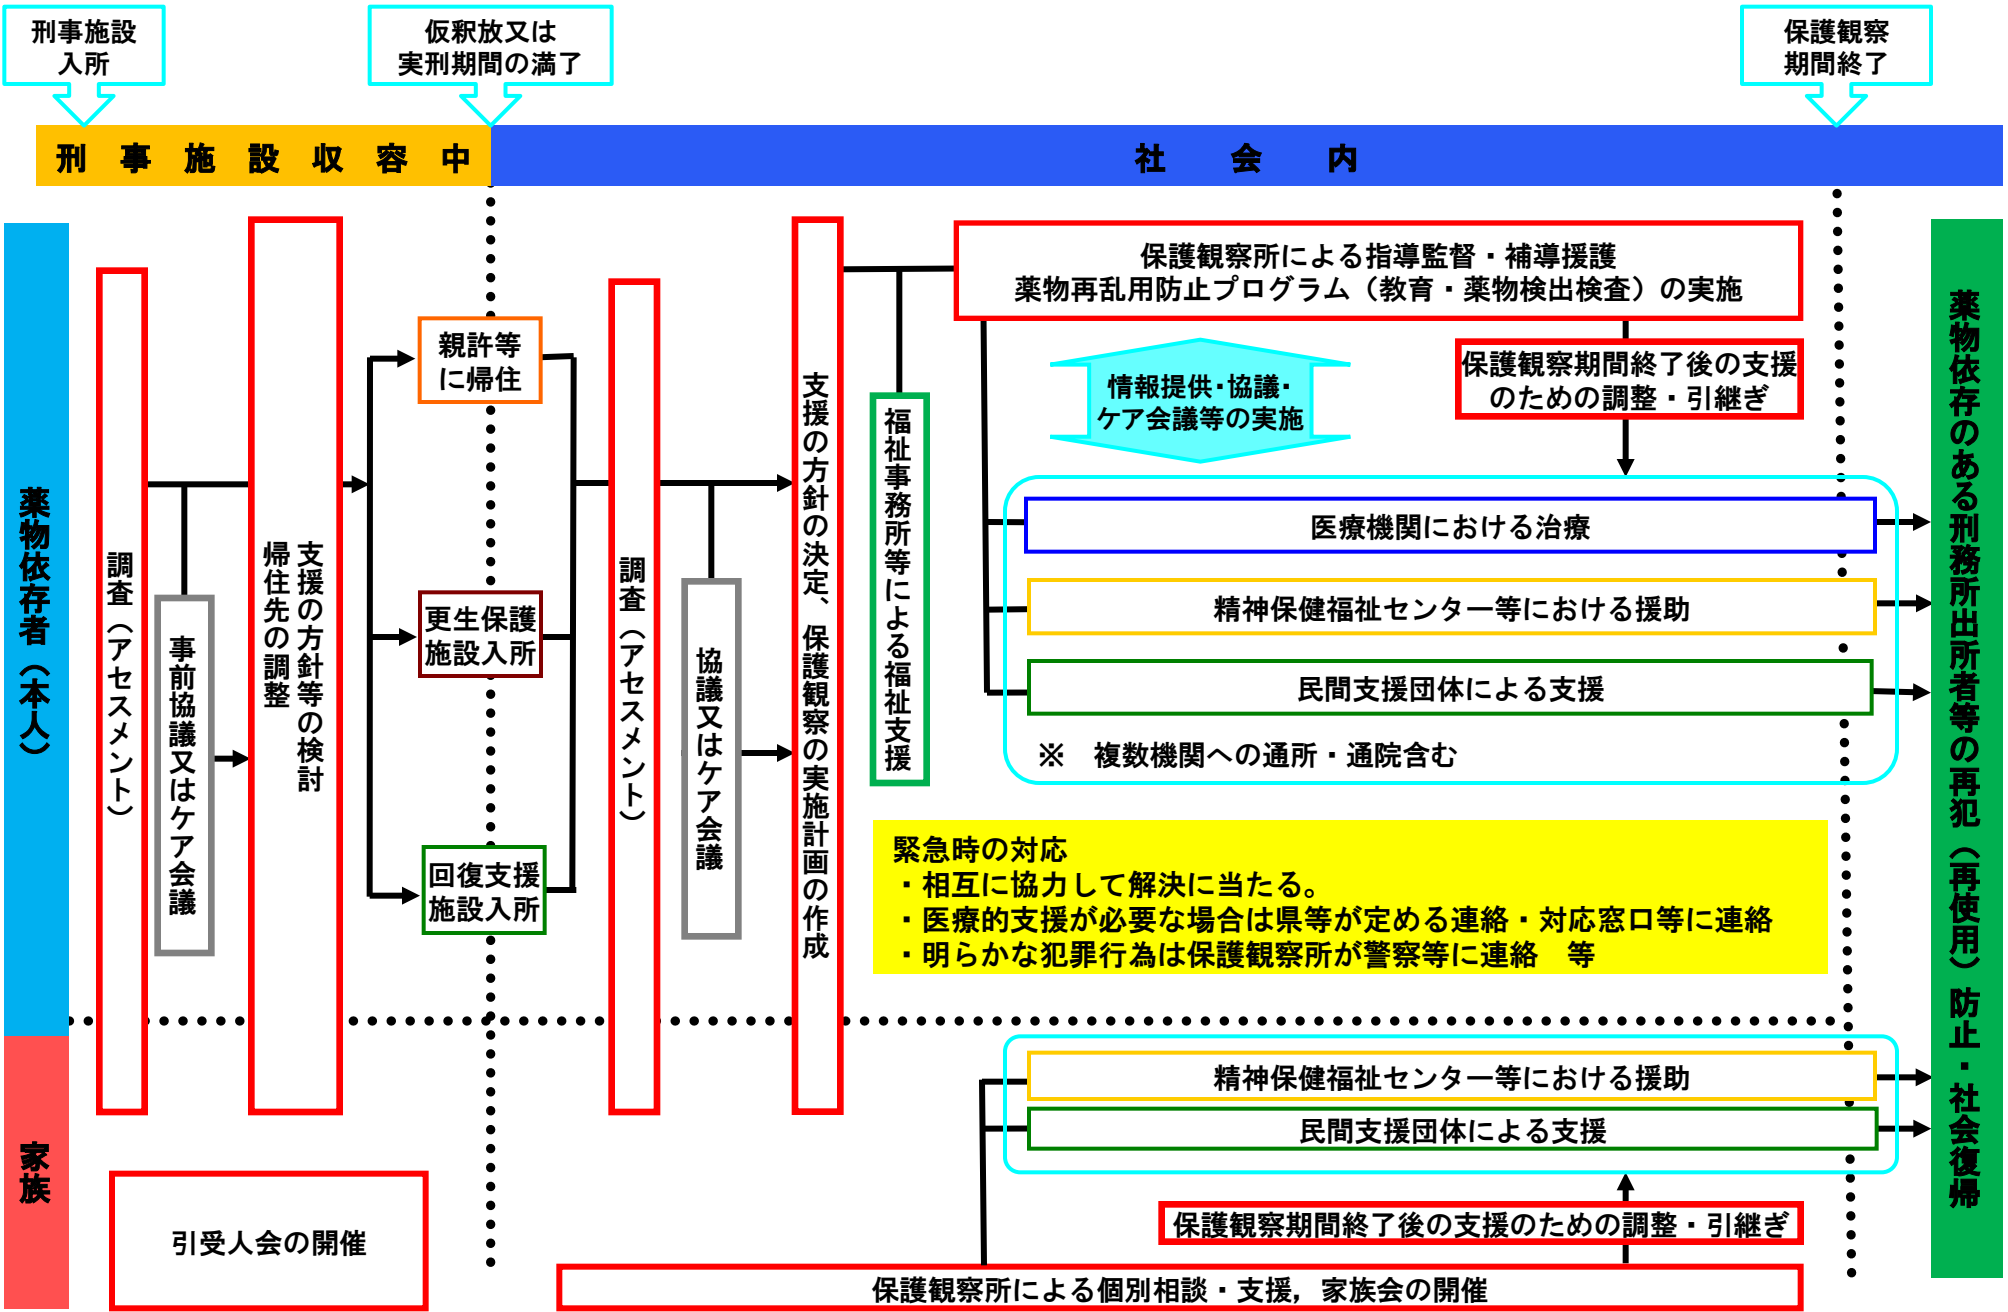 刑事施設
入所
仮釈放又は
実刑期間の満了
保護観察
期間終了
刑事施設収容中
社会内
薬物依存者（本人）
家族
調査（アセスメント）
事前協議又はケア会議
支援の方針等の検討
帰住先の調整
親許等
に帰住
更生保護
施設入所
回復支援
施設入所
調査（アセスメント）
協議又はケア会議
支援の方針の決定、保護観察の実施計画の作成
福祉事務所等による福祉支援
保護観察所による指導監督・補導援護
薬物再乱用防止プログラム（教育・薬物検出検査）の実施
情報提供・協議・
ケア会議等の実施
保護観察期間終了後の支援
のための調整・引継ぎ
医療機関における治療
精神保健福祉センター等における援助
民間支援団体による支援
※　複数機関への通所・通院含む
緊急時の対応
・相互に協力して解決に当たる。
・医療的支援が必要な場合は県等が定める連絡・対応窓口等に連絡
・明らかな犯罪行為は保護観察所が警察等に連絡　等
精神保健福祉センター等における援助
民間支援団体による支援
保護観察期間終了後の支援のための調整・引継ぎ
引受人会の開催
保護観察所による個別相談・支援，家族会の開催
薬物依存のある刑務所出所者等の再犯（再使用）防止・社会復帰